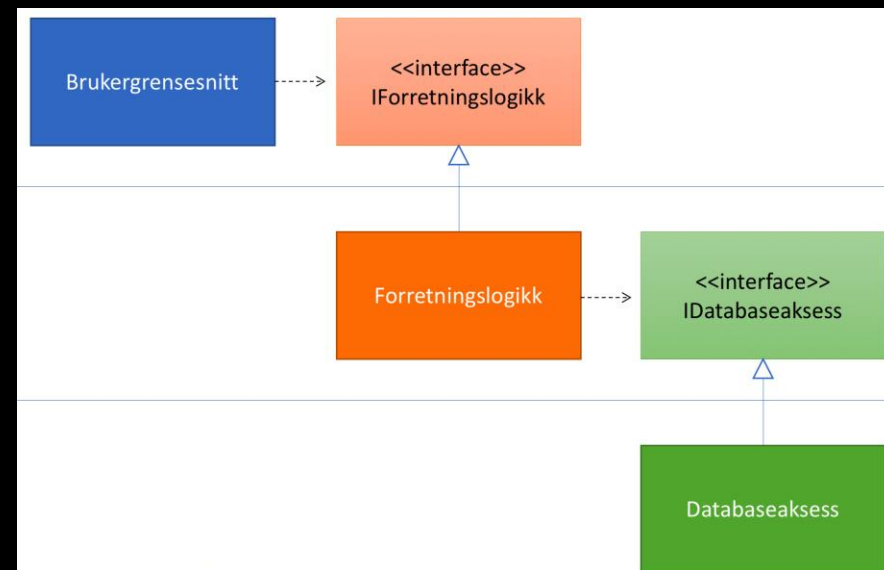 Brukergrensesnitt
<<interface>>
IForretningslogikk
Forretningslogikk
<<interface>>
IDatabaseaksess
Databaseaksess